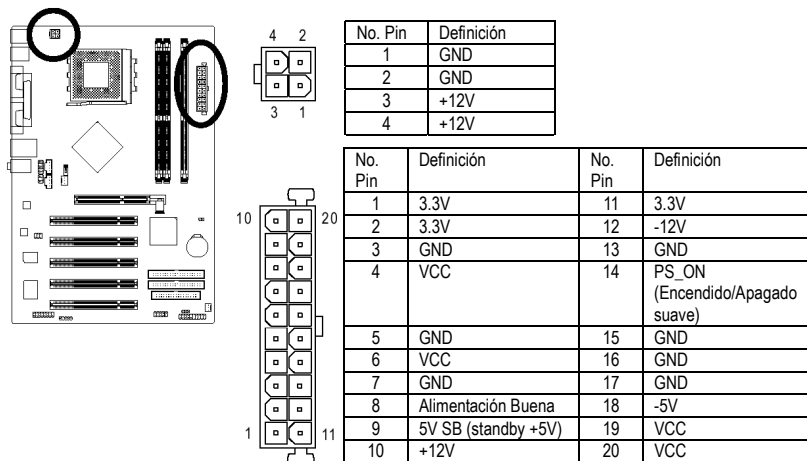 4 2
3 1
No. Pin Definición
1 GND
2 GND
3 +12V
4 +12V
10 20
1 11
No. Pin Definición No. Pin Definición
1 3.3V 11 3.3V
2 3.3V 12 -12V
3 GND 13 GND
4 VCC 14 PS_ON (Encendido/Apagado suave)
5 GND 15 GND
6 VCC 16 GND
7 GND 17 GND
8 Alimentación Buena 18 -5V
9 5V SB (standby +5V) 19 VCC
10 +12V 20 VCC